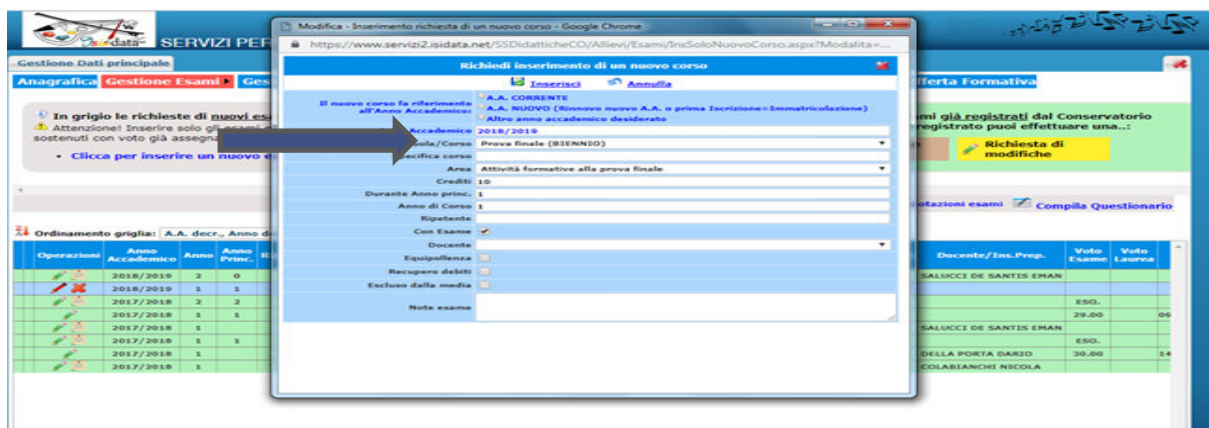 Modifica - Inserimento richiesta di un nuovo corso - Google Chrome
https://www.servizi2.isidata.net/SSDidatticheCO/Allievi/Esami/InsSoloNuovoCorso.aspx?Modalita=...
SERVIZI PER
Gestione Dati principale
Anagrafica Gestione Esami Ges
fferta Formativa
Richiedi inserimento di un nuovo corso
Inserisci Annulla
Il nuovo corso fa riferimento all'Anno Accademico:
A.A. CORRENTE
A.A. NUOVO (Rinnovo nuovo A.A. o prima Iscrizione=Immatricolazione)
Altro anno accademico desiderato
Accademico 2018/2019
ola/Corso Prova finale (BIENNIO)
ecifica corso
Area Attività formative alla prova finale
Crediti 10
Durante Anno princ. 1
Anno di Corso 1
Ripetente
Con Esame
Docente
Equipollenza
Recupero debiti
Escluso dalla media
Note esame
In grigio le richieste di nuovi esa
Attenzione! Inserire solo gli
sostenuti con voto già assegna
Clicca per inserire un nuovo e
mi già registrati dal Conservatorio
registrato puoi effettuare una..:
Richiesta di modifiche
otazioni esami Compila Questionario
Ordinamento griglia: A.A. decr., Anno d
Operazioni Anno Accademico Anno Anno Princ. Docente/Ins.Prep. Voto Esame Voto Laurea
2018/2019 2 0 SALUCCI DE SANTIS EMAN
2018/2019 1 1
2017/2018 2 2 ESO.
2017/2018 1 1 29.00 09
2017/2018 1 SALUCCI DE SANTIS EMAN
2017/2018 1 1 ESO.
2017/2018 1 DELLA PORTA DARIO 30.00 14
2017/2018 1 COLABIANCHI NICOLA